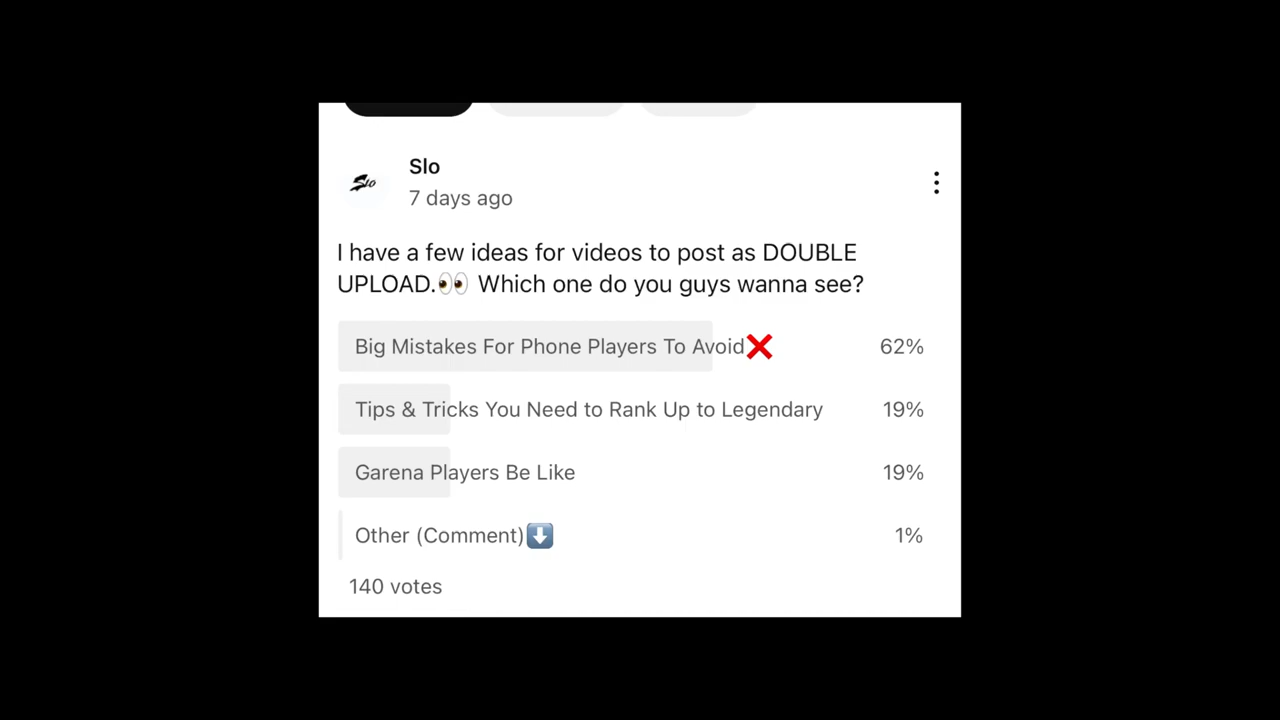 Slo
Slo
7 days ago
I have a few ideas for videos to post as DOUBLE
UPLOAD.👀 Which one do you guys wanna see?
Big Mistakes For Phone Players To Avoid❌ 62%
Tips & Tricks You Need to Rank Up to Legendary 19%
Garena Players Be Like 19%
Other (Comment)⬇️ 1%
140 votes